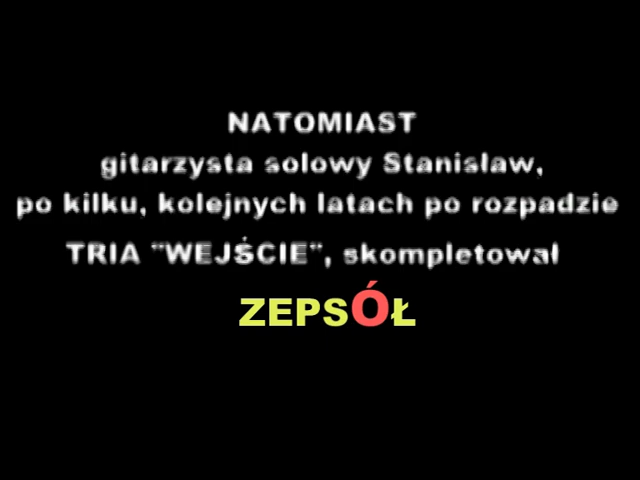 NATOMIAST
gitarzysta solowy Stanisław,
po kilku, kolejnych latach po rozpadzie
TRIA "WEJŚCIE", skompletował
ZEPSÓŁ